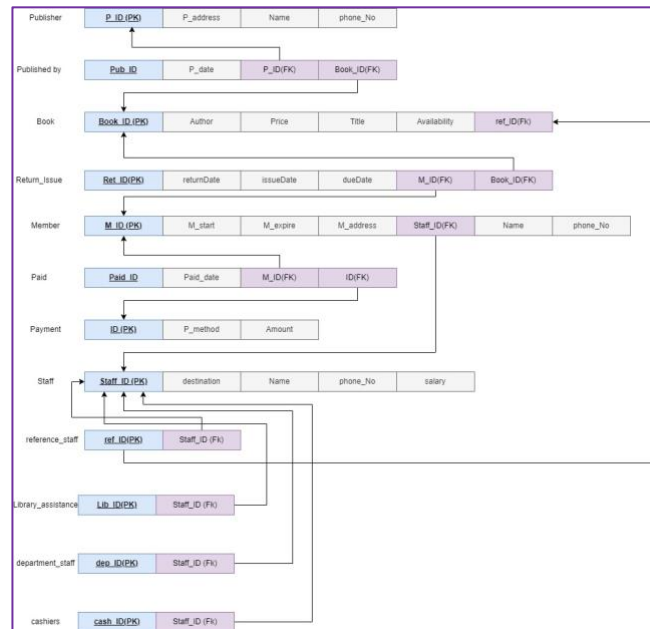 Publisher P_ID (PK) P_address Name phone_No
Published by Pub_ID P_date P_ID(FK) Book_ID(FK)
Book Book_ID (PK) Author Price Title Availability ref_ID(Fk)
Return_Issue Ret_ID(PK) returnDate issueDate dueDate M_ID(FK) Book_ID(FK)
Member M_ID (PK) M_start M_expire M_address Staff_ID(FK) Name phone_No
Paid Paid_ID Paid_date M_ID(FK) ID(FK)
Payment ID (PK) P_method Amount
Staff Staff_ID (PK) destination Name phone_No salary
reference_staff ref_ID(PK) Staff_ID (Fk)
Library_assistance Lib_ID(PK) Staff_ID (Fk)
department_staff dep_ID(PK) Staff_ID (Fk)
cashiers cash_ID(PK) Staff_ID (Fk)